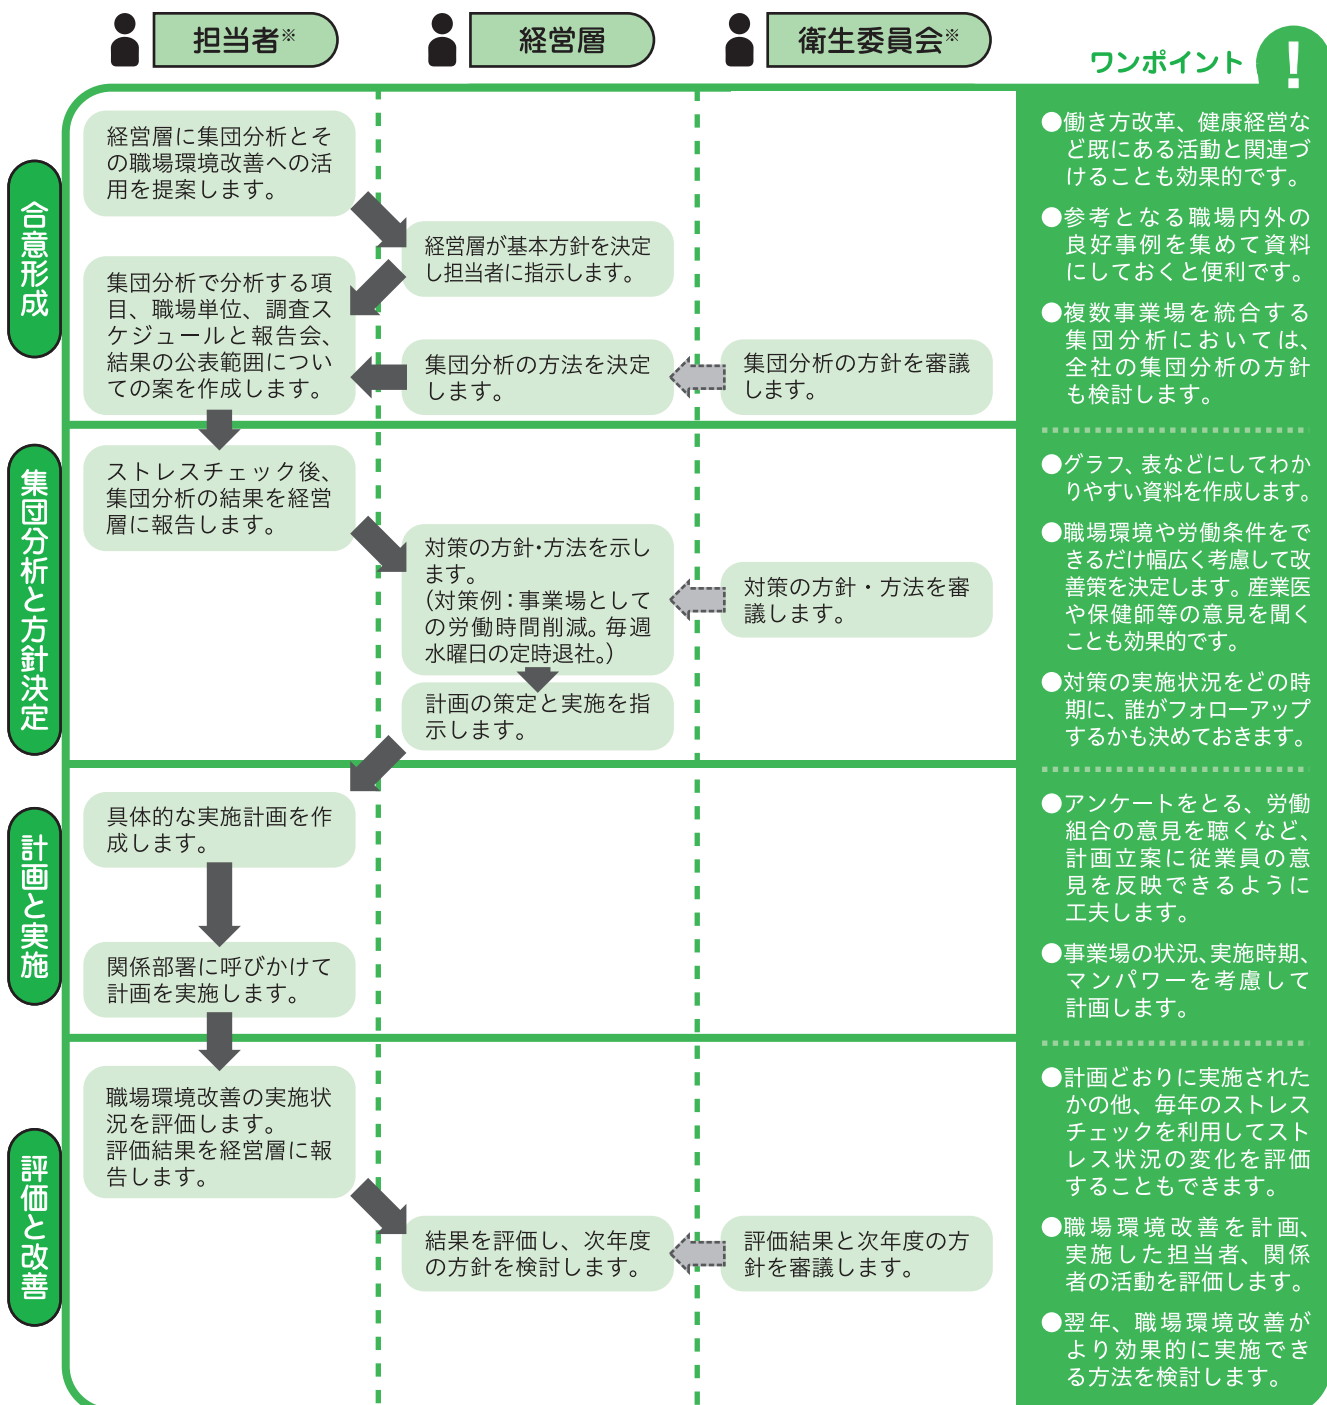 担当者※
経営層
衛生委員会※
ワンポイント
!
合意形成
経営層に集団分析とそ
の職場環境改善への活
用を提案します。
経営層が基本方針を決定
し担当者に指示します。
集団分析で分析する項
目、職場単位、調査ス
ケジュールと報告会、
結果の公表範囲につい
ての案を作成します。
集団分析の方法を決定
します。
集団分析の方針を審議
します。
●働き方改革、健康経営な
ど既にある活動と関連づ
けることも効果的です。
●参考となる職場内外の
良好事例を集めて資料
にしておくと便利です。
●複数事業場を統合する
集団分析においては、
全社の集団分析の方針
も検討します。
集団分析と方針決定
ストレスチェック後、
集団分析の結果を経営
層に報告します。
対策の方針・方法を示し
ます。
（対策例：事業場として
の労働時間削減。毎週
水曜日の定時退社。）
対策の方針・方法を審
議します。
計画の策定と実施を指
示します。
●グラフ、表などにしてわか
りやすい資料を作成します。
●職場環境や労働条件をで
きるだけ幅広く考慮して改
善策を決定します。産業医
や保健師等の意見を聞く
ことも効果的です。
●対策の実施状況をどの時
期に、誰がフォローアップ
するかも決めておきます。
計画と実施
具体的な実施計画を作
成します。
関係部署に呼びかけて
計画を実施します。
●アンケートをとる、労働
組合の意見を聴くなど、
計画立案に従業員の意
見を反映できるように
工夫します。
●事業場の状況、実施時期、
マンパワーを考慮して
計画します。
評価と改善
職場環境改善の実施状
況を評価します。
評価結果を経営層に報
告します。
結果を評価し、次年度
の方針を検討します。
評価結果と次年度の方
針を審議します。
●計画どおりに実施された
かの他、毎年のストレス
チェックを利用してスト
レス状況の変化を評価
することもできます。
●職場環境改善を計画、
実施した担当者、関係
者の活動を評価します。
●翌年、職場環境改善が
より効果的に実施でき
る方法を検討します。